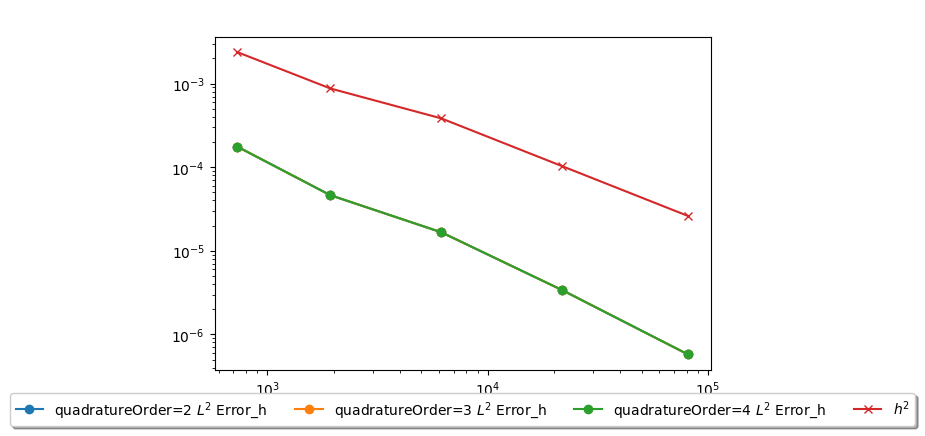 10⁻³
10⁻⁴
10⁻⁵
10⁻⁶
10³ 10⁴ 10⁵
quadratureOrder=2 L² Error_h quadratureOrder=3 L² Error_h quadratureOrder=4 L² Error_h h²